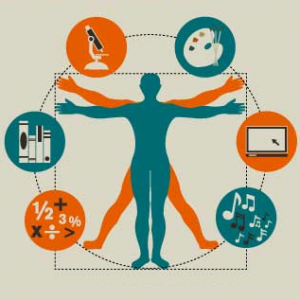 ½ +
3%
x ÷ >